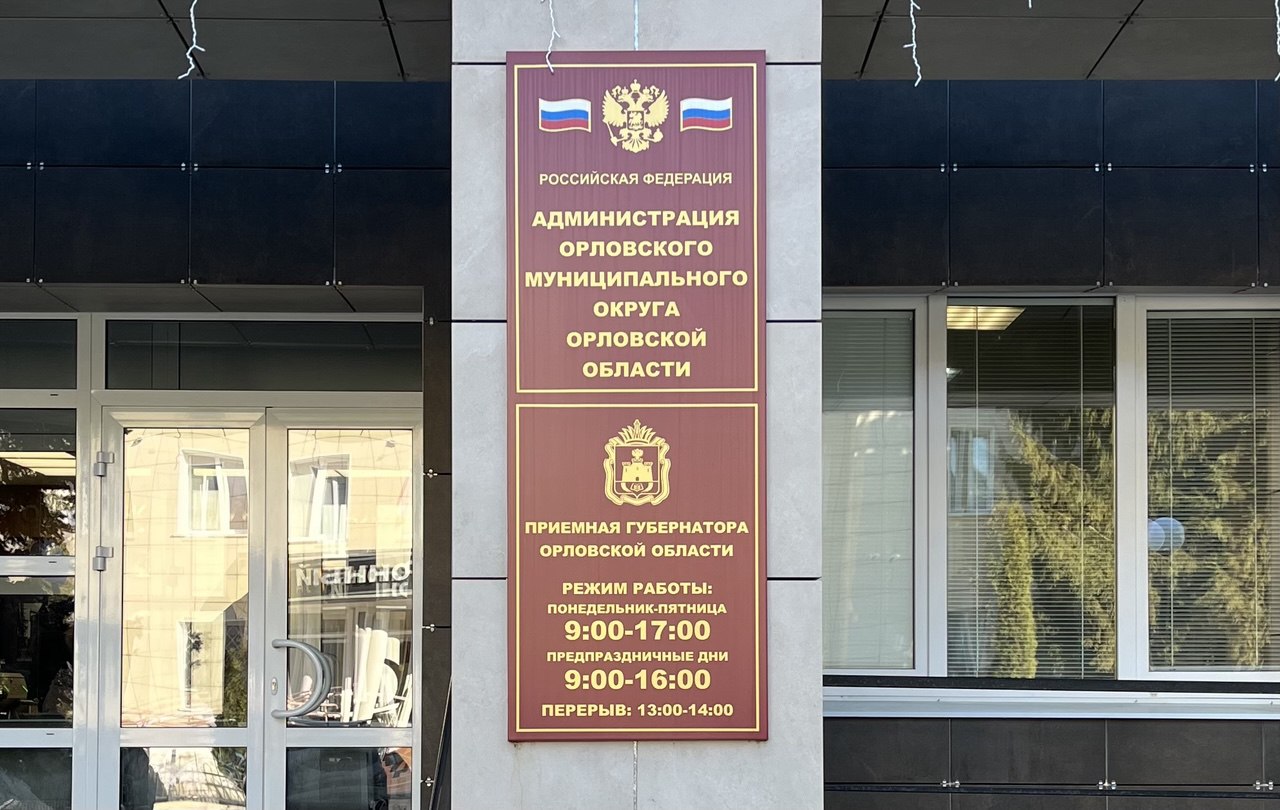 РОССИЙСКАЯ ФЕДЕРАЦИЯ
АДМИНИСТРАЦИЯ
ОРЛОВСКОГО
МУНИЦИПАЛЬНОГО
ОКРУГА
ОРЛОВСКОЙ
ОБЛАСТИ
ПРИЕМНАЯ ГУБЕРНАТОРА
ОРЛОВСКОЙ ОБЛАСТИ
РЕЖИМ РАБОТЫ:
ПОНЕДЕЛЬНИК-ПЯТНИЦА
9:00-17:00
ПРЕДПРАЗДНИЧНЫЕ ДНИ
9:00-16:00
ПЕРЕРЫВ: 13:00-14:00